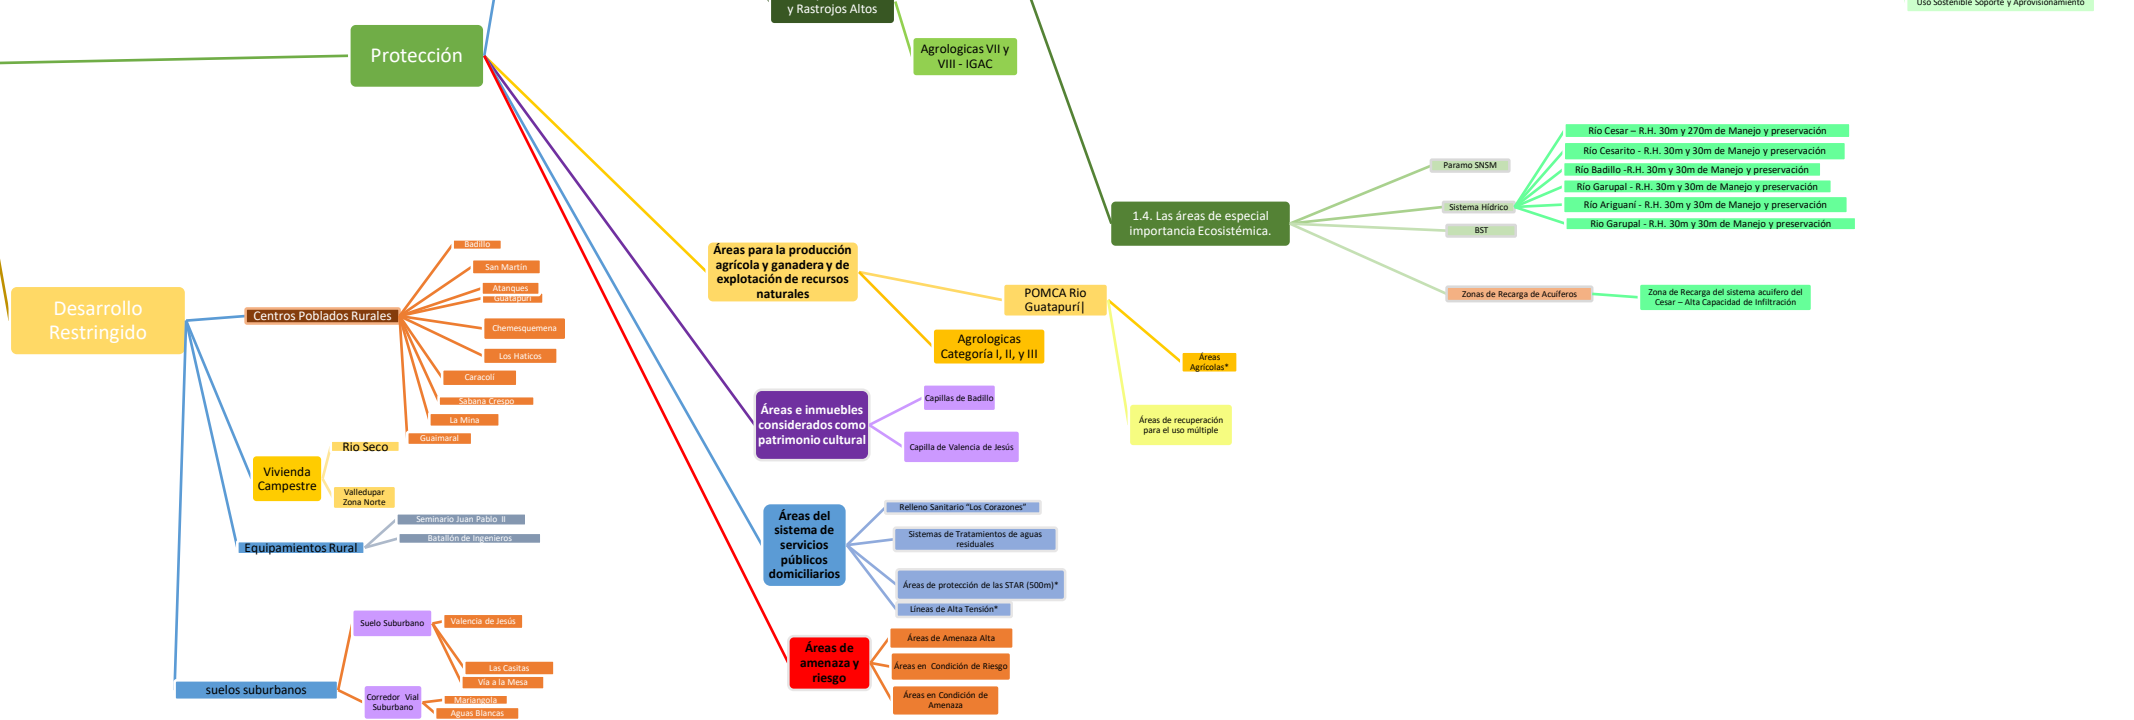 y Rastrojos Altos
Uso Sostenible Soporte y Aprovisionamiento
Protección
Agrologicas VII y
VIII - IGAC
Río Cesar – R.H. 30m y 270m de Manejo y preservación
Río Cesarito - R.H. 30m y 30m de Manejo y preservación
Río Badillo -R.H. 30m y 30m de Manejo y preservación
Río Garupal - R.H. 30m y 30m de Manejo y preservación
Río Ariguaní - R.H. 30m y 30m de Manejo y preservación
Rio Garupal - R.H. 30m y 30m de Manejo y preservación
Paramo SNSM
Sistema Hídrico
BST
1.4. Las áreas de especial
importancia Ecosistémica.
Zonas de Recarga de Acuíferos
Zona de Recarga del sistema acuifero del
Cesar – Alta Capacidad de Infiltración
Áreas para la producción
agrícola y ganadera y de
explotación de recursos
naturales
POMCA Rio
Guatapurí|
Agrologicas
Categoría I, II, y III
Áreas
Agrícolas*
Áreas de recuperación
para el uso múltiple
Desarrollo
Restringido
Centros Poblados Rurales
Badillo
San Martín
Atanques
Guatapurí
Chemesquemena
Los Haticos
Caracolí
Sabana Crespo
La Mina
Guaimaral
Vivienda
Campestre
Rio Seco
Valledupar
Zona Norte
Equipamientos Rural
Seminario Juan Pablo II
Batallón de Ingenieros
suelos suburbanos
Suelo Suburbano
Valencia de Jesús
Las Casitas
Vía a la Mesa
Corredor Vial
Suburbano
Mariangola
Aguas Blancas
Áreas e inmuebles
considerados como
patrimonio cultural
Capillas de Badillo
Capilla de Valencia de Jesús
Áreas del
sistema de
servicios
públicos
domiciliarios
Relleno Sanitario "Los Corazones"
Sistemas de Tratamientos de aguas
residuales
Áreas de protección de las STAR (500m)*
Líneas de Alta Tensión*
Áreas de
amenaza y
riesgo
Áreas de Amenaza Alta
Áreas en Condición de Riesgo
Áreas en Condición de
Amenaza